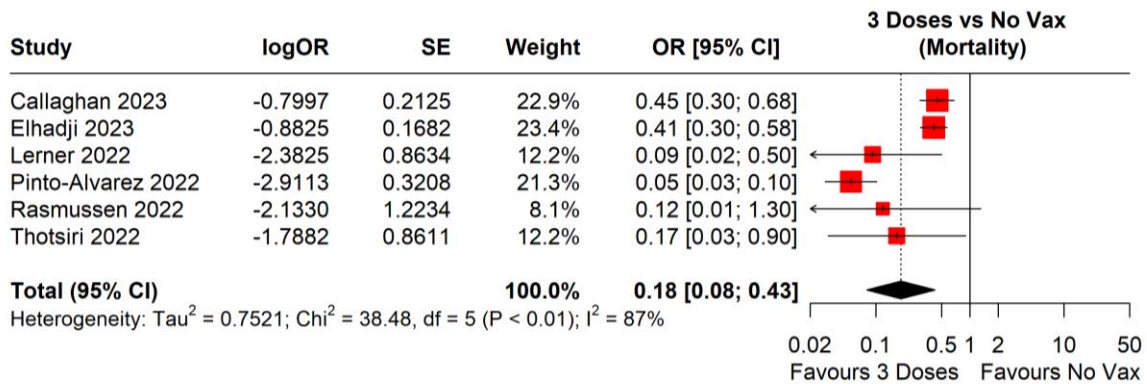 3 Doses vs No Vax
Study logOR SE Weight OR [95% CI] (Mortality)
Callaghan 2023 -0.7997 0.2125 22.9% 0.45 [0.30; 0.68]
Elhadji 2023 -0.8825 0.1682 23.4% 0.41 [0.30; 0.58]
Lerner 2022 -2.3825 0.8634 12.2% 0.09 [0.02; 0.50]
Pinto-Alvarez 2022 -2.9113 0.3208 21.3% 0.05 [0.03; 0.10]
Rasmussen 2022 -2.1330 1.2234 8.1% 0.12 [0.01; 1.30]
Thotsiri 2022 -1.7882 0.8611 12.2% 0.17 [0.03; 0.90]
Total (95% CI) 100.0% 0.18 [0.08; 0.43]
Heterogeneity: Tau² = 0.7521; Chi² = 38.48, df = 5 (P < 0.01); I² = 87%
0.02 0.1 0.5 1 2 10 50
Favours 3 Doses Favours No Vax